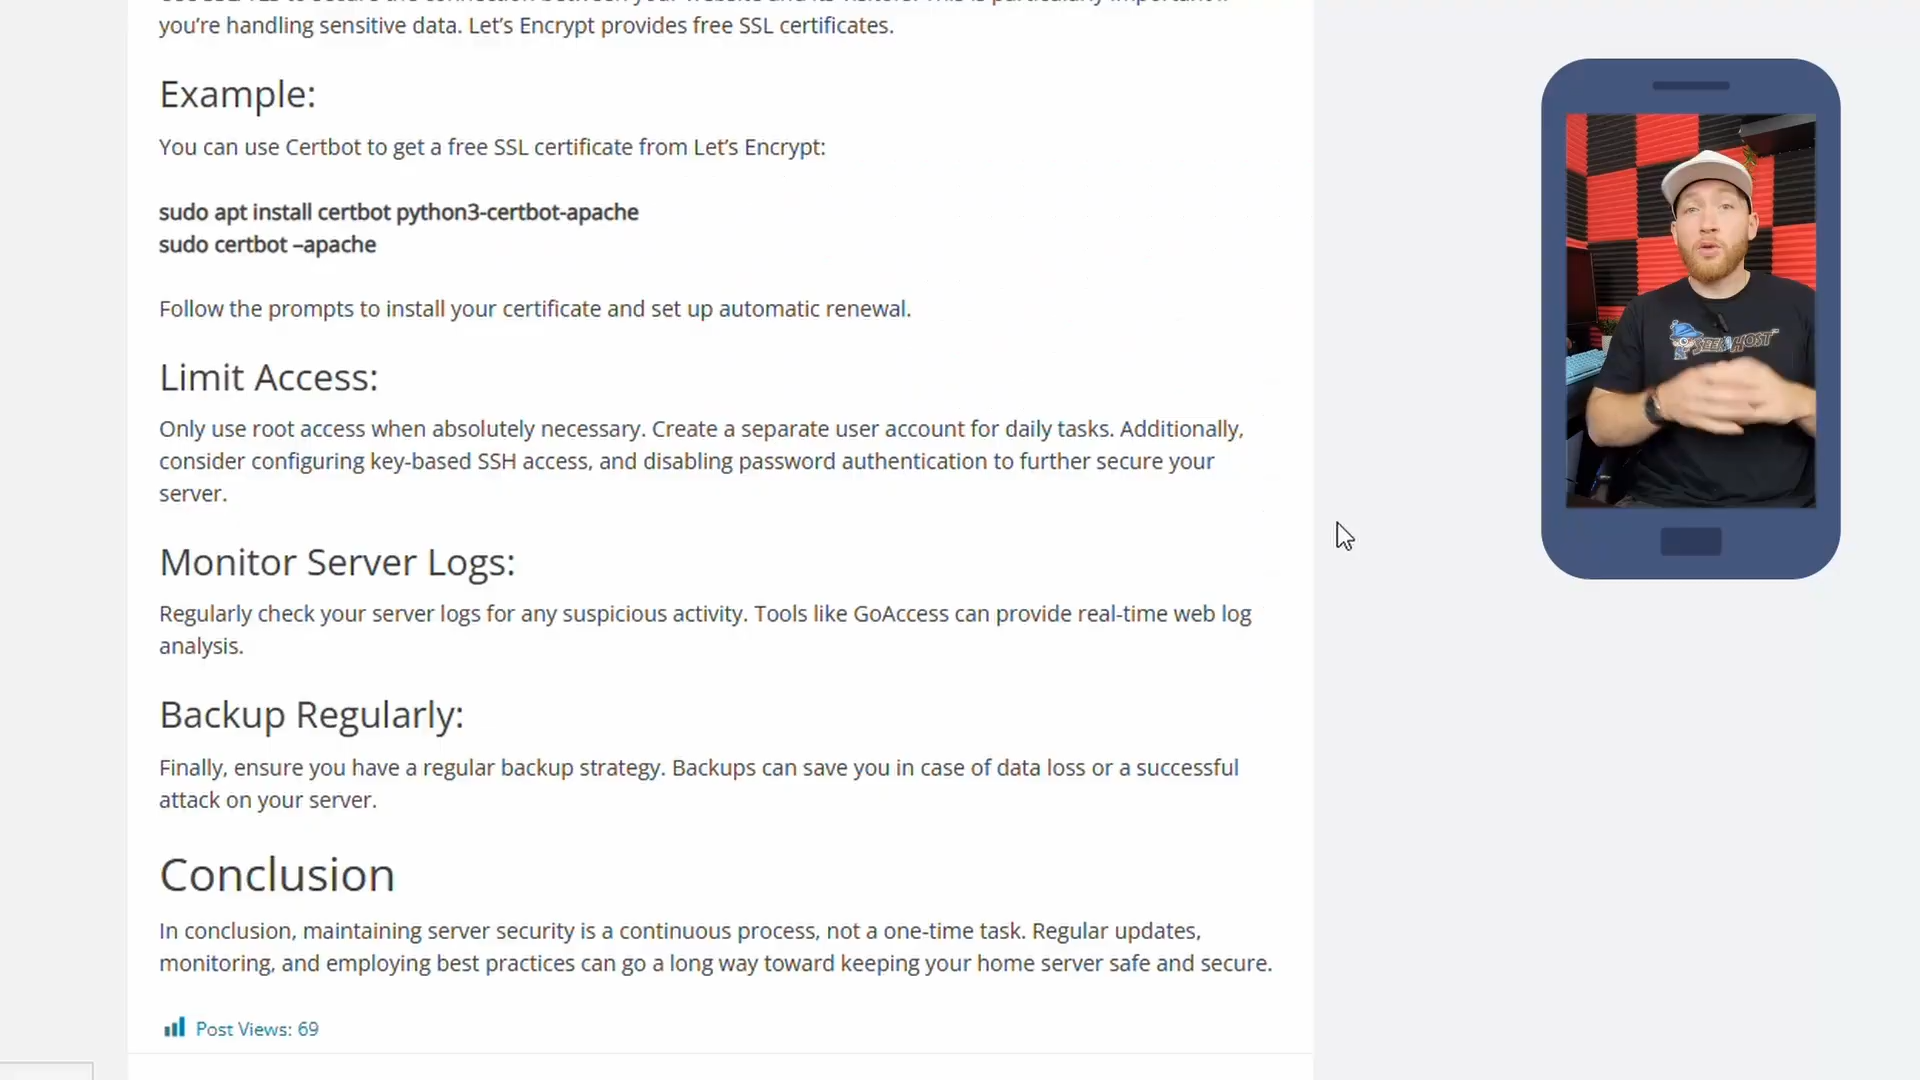 you're handling sensitive data. Let's Encrypt provides free SSL certificates.
Example:
You can use Certbot to get a free SSL certificate from Let's Encrypt:
sudo apt install certbot python3-certbot-apache
sudo certbot –apache
Follow the prompts to install your certificate and set up automatic renewal.
Limit Access:
Only use root access when absolutely necessary. Create a separate user account for daily tasks. Additionally,
consider configuring key-based SSH access, and disabling password authentication to further secure your
server.
Monitor Server Logs:
Regularly check your server logs for any suspicious activity. Tools like GoAccess can provide real-time web log
analysis.
Backup Regularly:
Finally, ensure you have a regular backup strategy. Backups can save you in case of data loss or a successful
attack on your server.
Conclusion
In conclusion, maintaining server security is a continuous process, not a one-time task. Regular updates,
monitoring, and employing best practices can go a long way toward keeping your home server safe and secure.
Post Views: 69